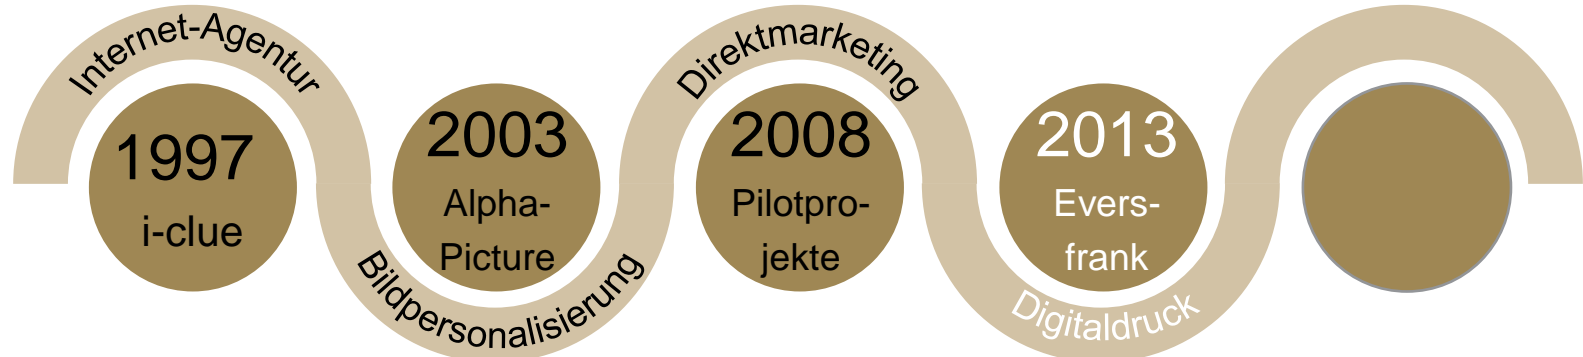 Internet-Agentur
1997
i-clue
2003
Alpha-
Picture
Bildpersonalisierung
Direktmarketing
2008
Pilotpro-
jekte
2013
Evers-
frank
Digitaldruck